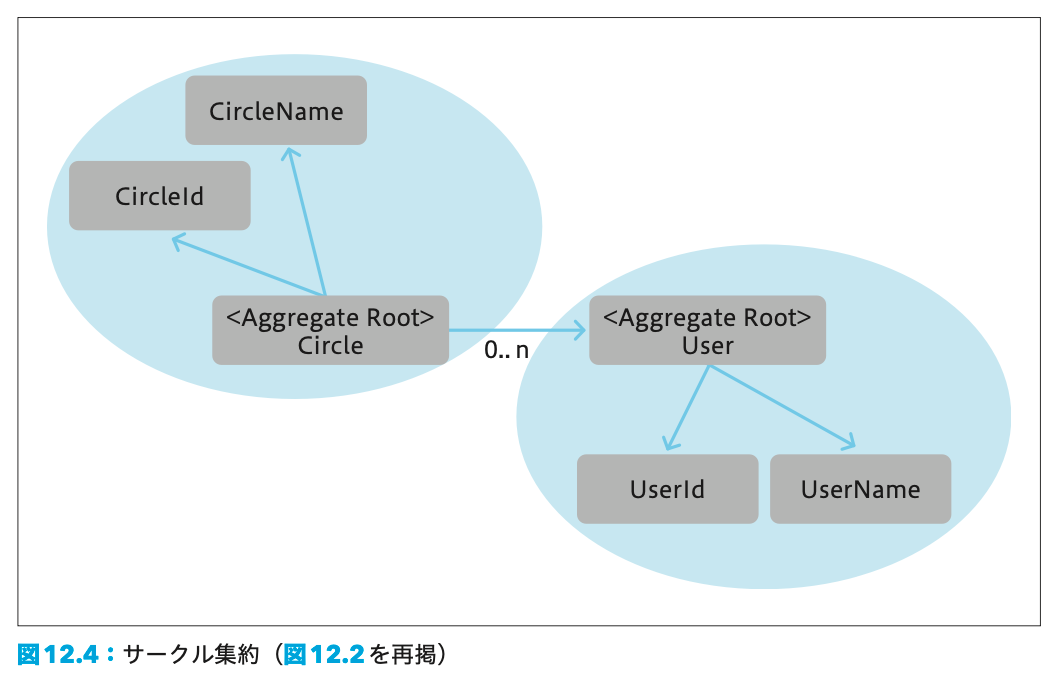 CircleName
CircleId
<Aggregate Root>
Circle
0.. n
<Aggregate Root>
User
UserId
UserName
図12.4：サークル集約（図12.2を再掲）